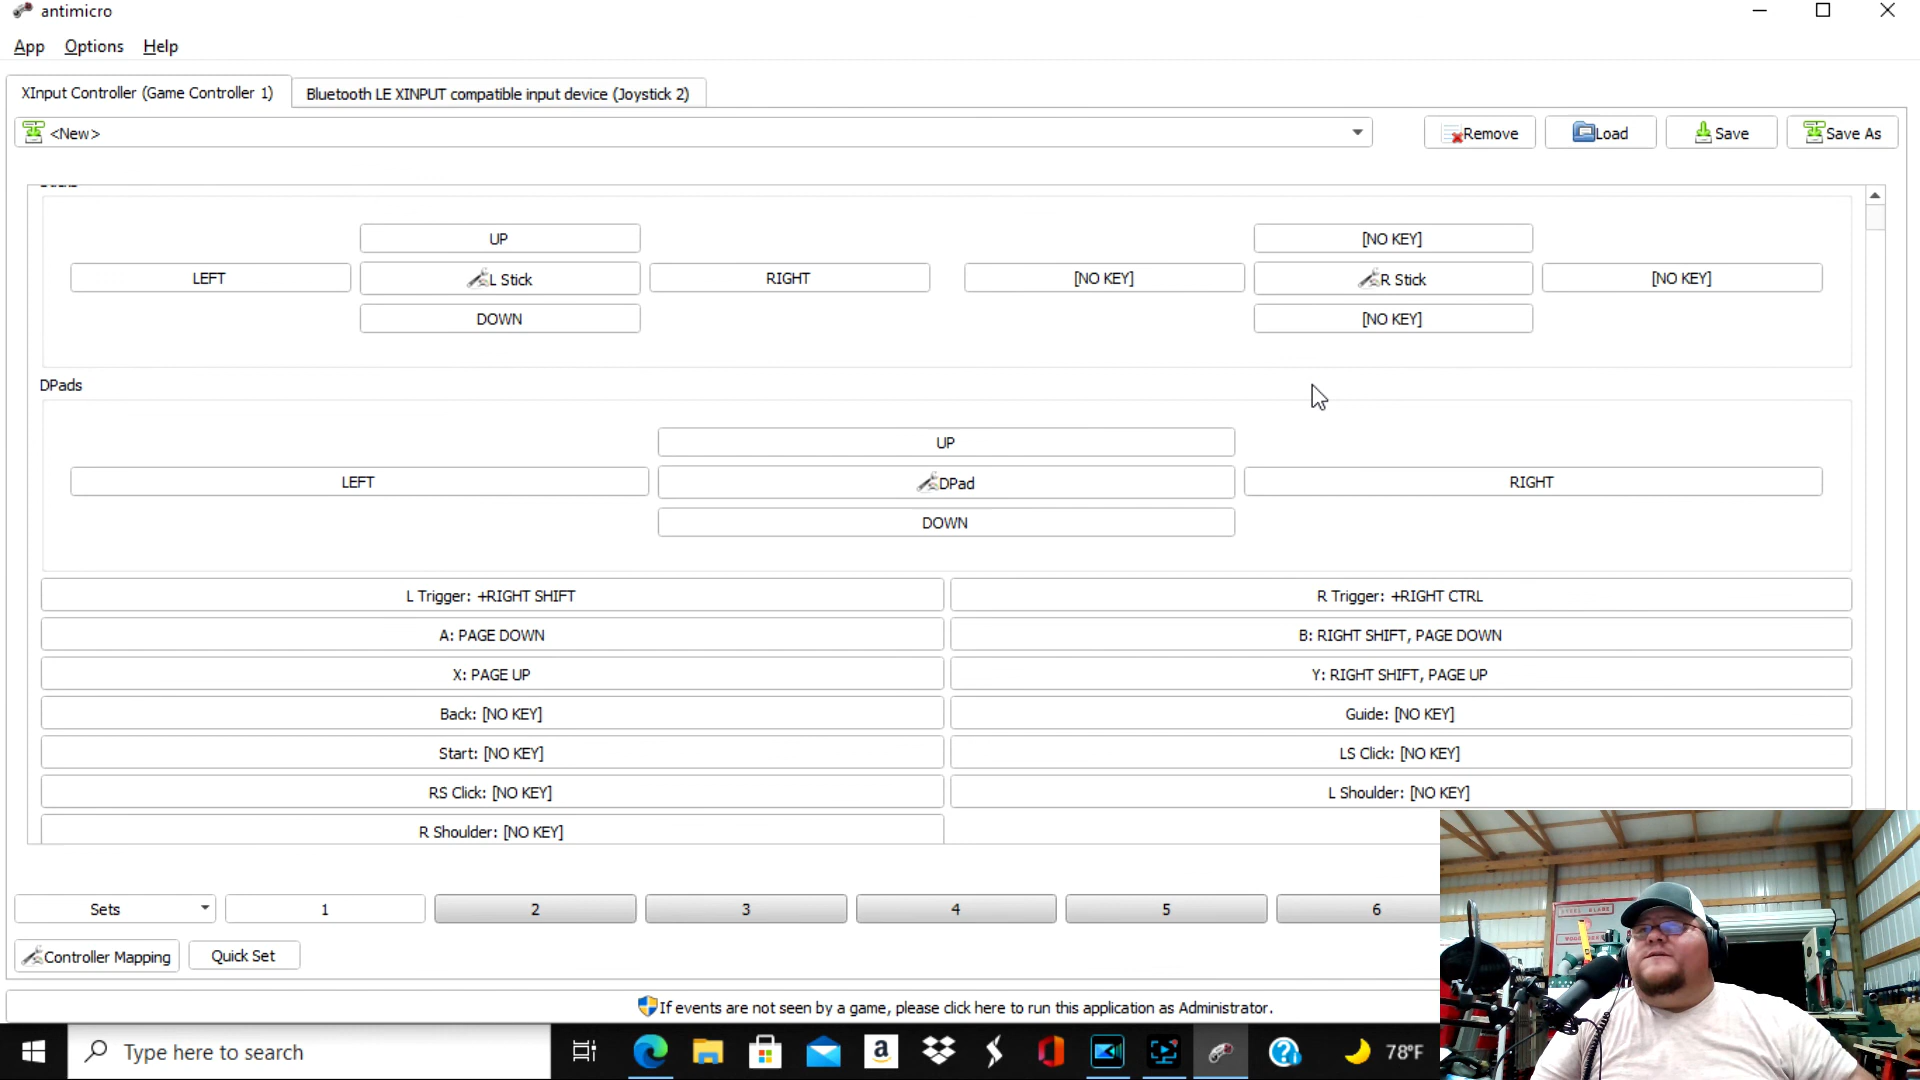 antimicro
App Options Help
XInput Controller (Game Controller 1) Bluetooth LE XINPUT compatible input device (Joystick 2)
<New> Remove Load Save Save As
UP [NO KEY]
LEFT L Stick RIGHT [NO KEY] R Stick [NO KEY]
DOWN [NO KEY]
DPads
UP
LEFT DPad RIGHT
DOWN
L Trigger: +RIGHT SHIFT R Trigger: +RIGHT CTRL
A: PAGE DOWN B: RIGHT SHIFT, PAGE DOWN
X: PAGE UP Y: RIGHT SHIFT, PAGE UP
Back: [NO KEY] Guide: [NO KEY]
Start: [NO KEY] LS Click: [NO KEY]
RS Click: [NO KEY] L Shoulder: [NO KEY]
R Shoulder: [NO KEY]
Sets 1 2 3 4 5 6
Controller Mapping Quick Set
If events are not seen by a game, please click here to run this application as Administrator.
Type here to search a 78°F